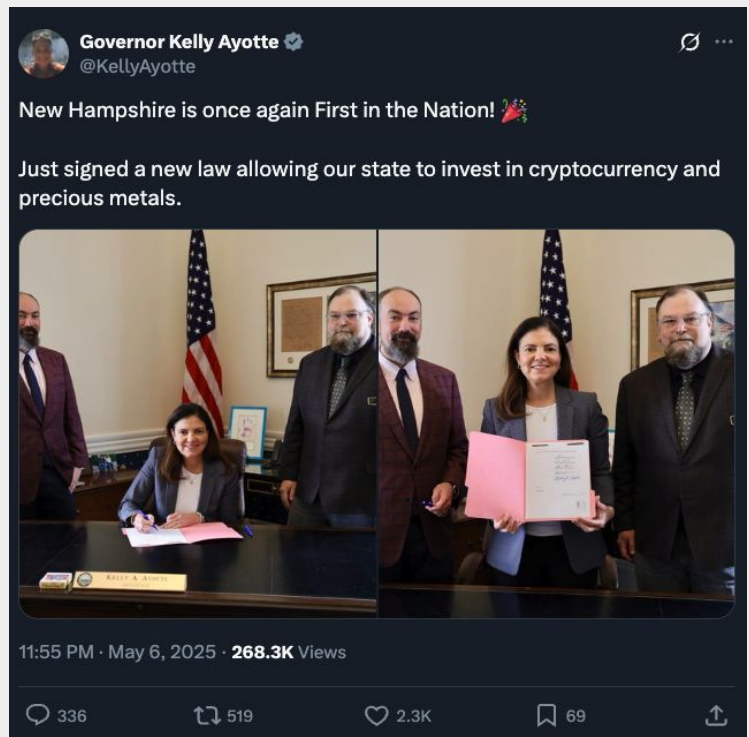 Governor Kelly Ayotte
@KellyAyotte
New Hampshire is once again First in the Nation! 🎉
Just signed a new law allowing our state to invest in cryptocurrency and
precious metals.
KELLY A. AYOTTE
11:55 PM · May 6, 2025 · 268.3K Views
336
519
2.3K
69